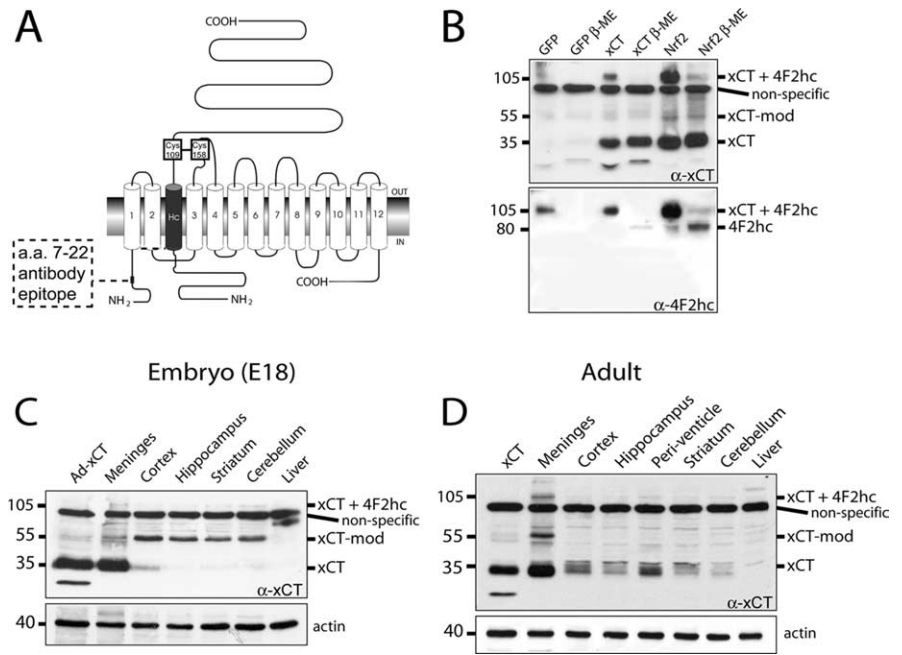 A
COOH
Cys 109
Cys 158
OUT
1 2 Hc 3 4 5 6 7 8 9 10 11 12
IN
a.a. 7-22
antibody
epitope
NH2
NH2
COOH
B
GFP
GFP β-ME
xCT
xCT β-ME
Nrf2
Nrf2 β-ME
105
xCT + 4F2hc
non-specific
55
xCT-mod
35
xCT
α-xCT
105
xCT + 4F2hc
80
4F2hc
α-4F2hc
Embryo (E18)
C
Ad-xCT
Meninges
Cortex
Hippocampus
Striatum
Cerebellum
Liver
105
xCT + 4F2hc
non-specific
55
xCT-mod
35
xCT
α-xCT
40
actin
Adult
D
xCT
Meninges
Cortex
Hippocampus
Peri-ventricle
Striatum
Cerebellum
Liver
105
xCT + 4F2hc
non-specific
55
xCT-mod
35
xCT
α-xCT
40
actin